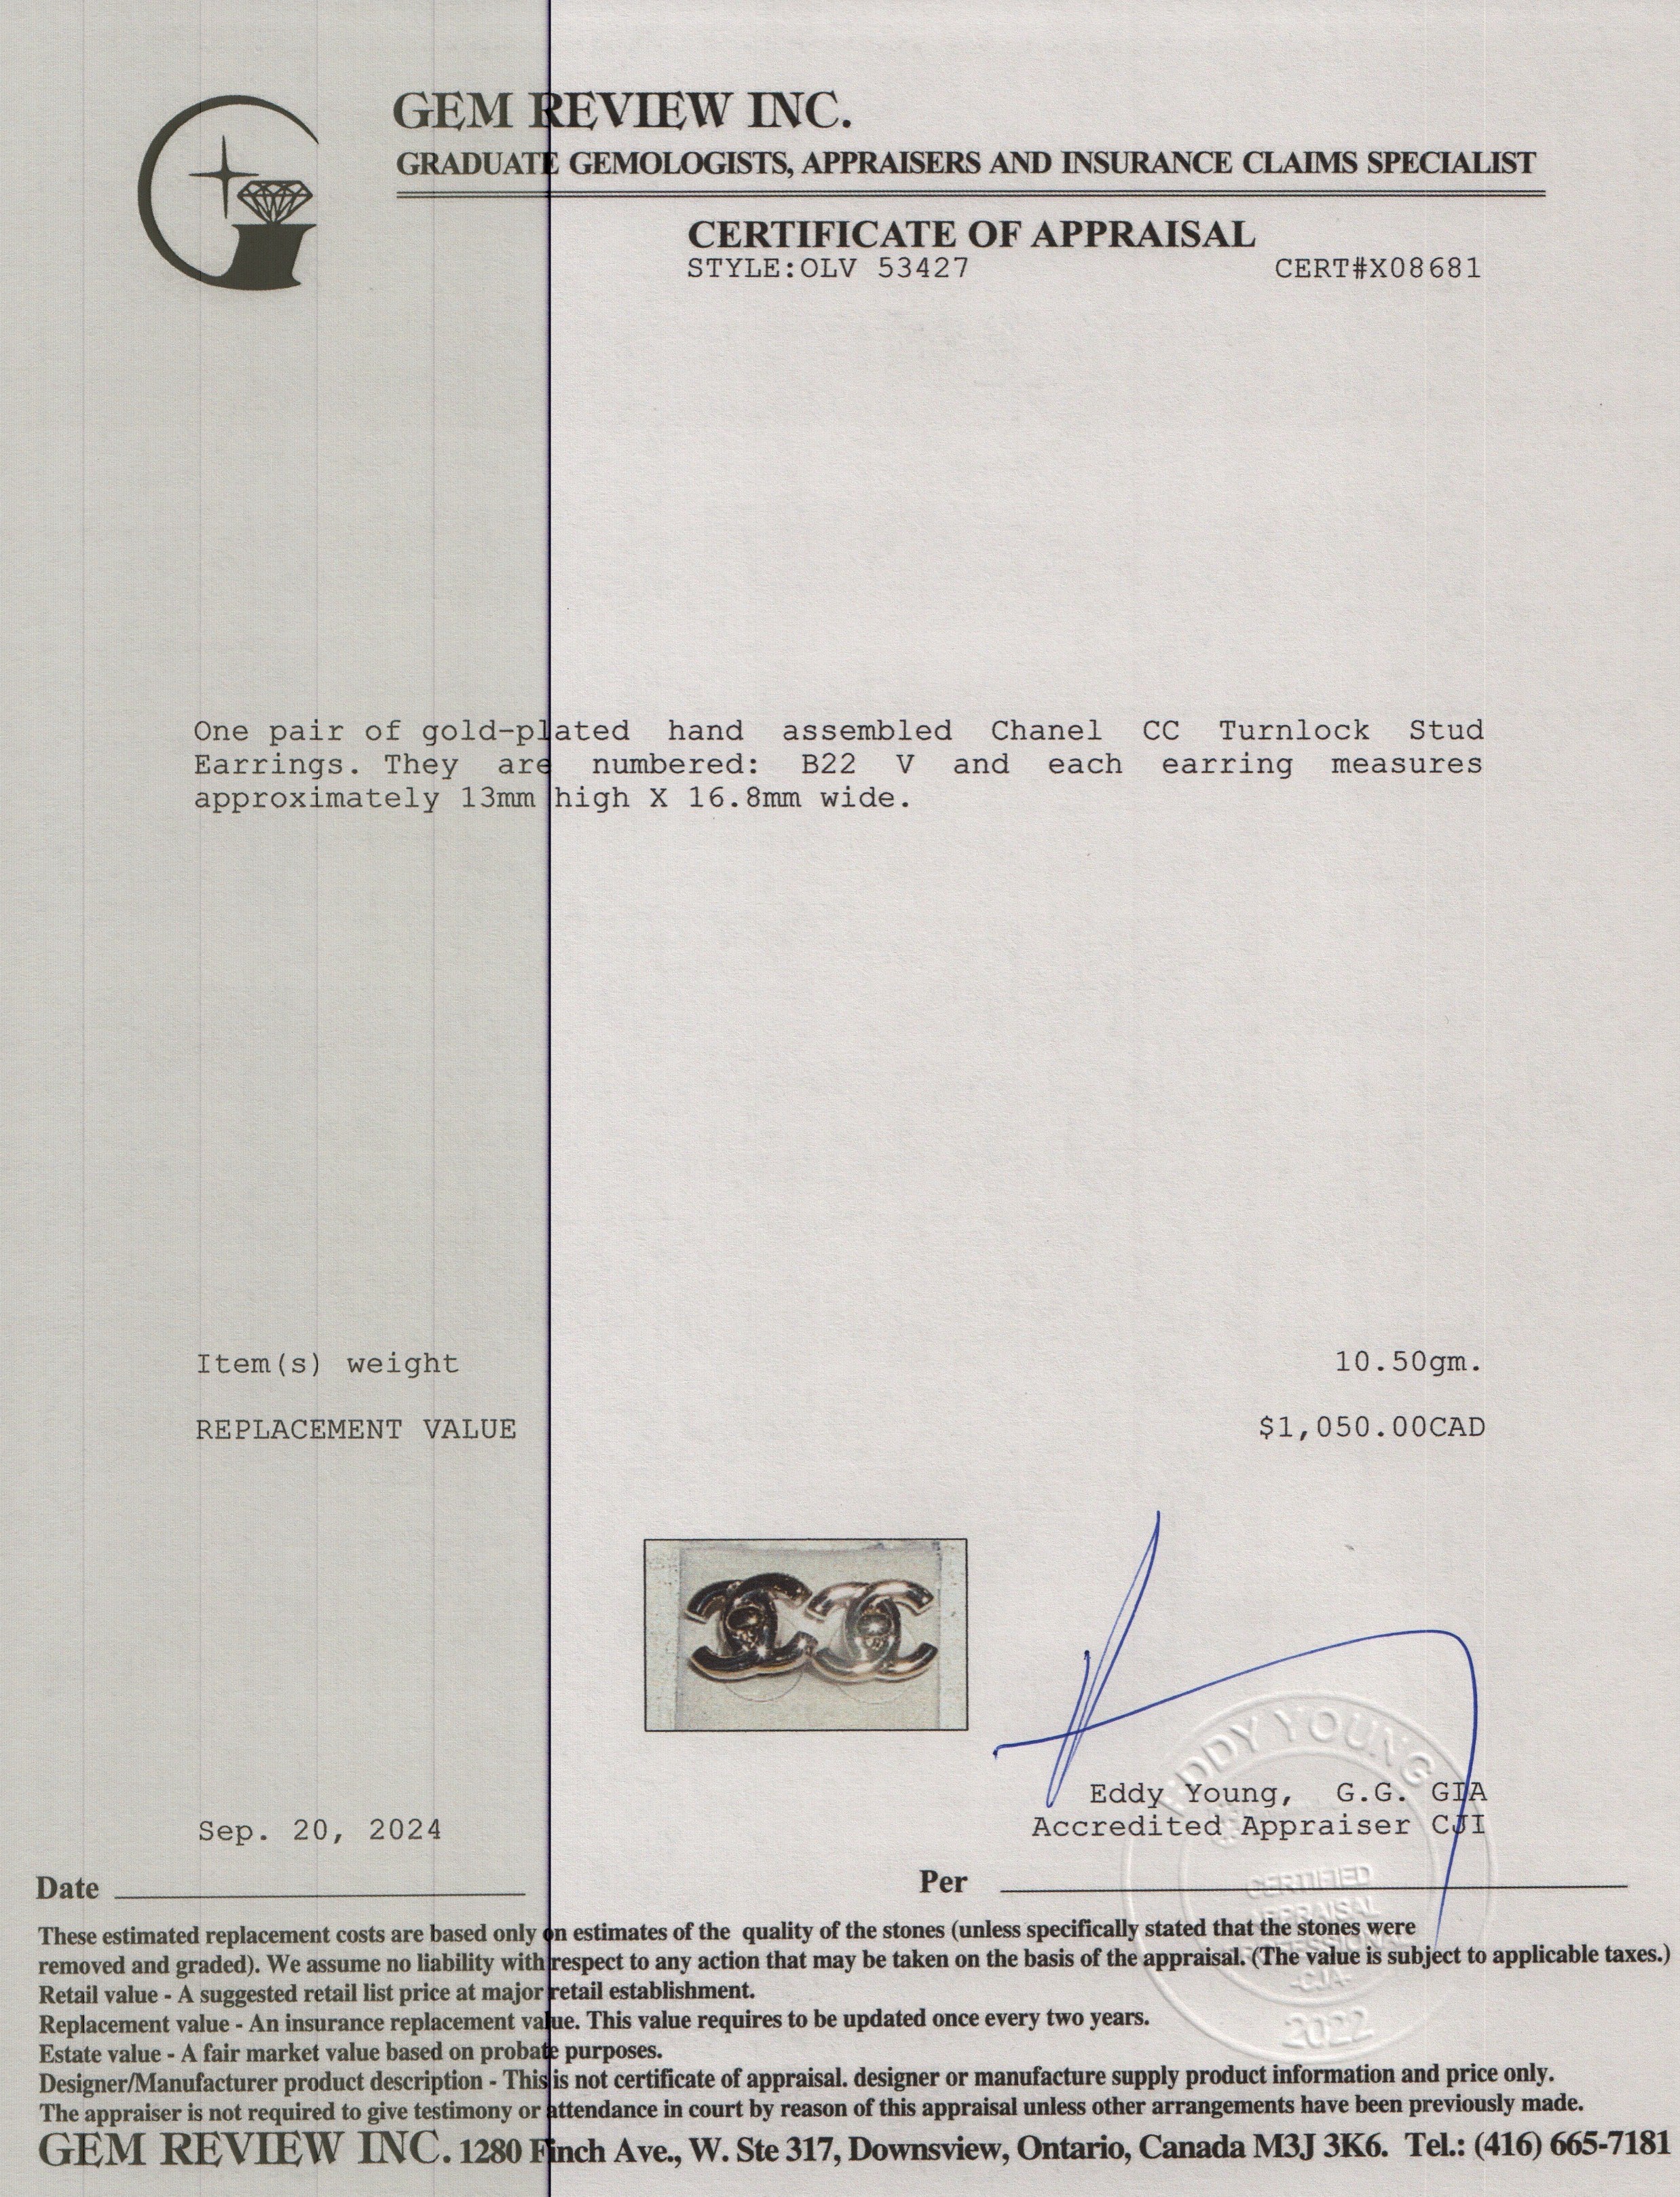 GEM REVIEW INC.
GRADUATE GEMOLOGISTS, APPRAISERS AND INSURANCE CLAIMS SPECIALIST
CERTIFICATE OF APPRAISAL
STYLE:OLV 53427 CERT#X08681
One pair of gold-plated hand assembled Chanel CC Turnlock Stud
Earrings. They are numbered: B22 V and each earring measures
approximately 13mm high X 16.8mm wide.
Item(s) weight 10.50gm.
REPLACEMENT VALUE $1,050.00CAD
EDDY YOUNG
Eddy Young, G.G. GIA
Sep. 20, 2024 Accredited Appraiser CJI
Date Per
CERTIFIED
APPRAISAL
-CJA-
2022
These estimated replacement costs are based only on estimates of the quality of the stones (unless specifically stated that the stones were
removed and graded). We assume no liability with respect to any action that may be taken on the basis of the appraisal. (The value is subject to applicable taxes.)
Retail value - A suggested retail list price at major retail establishment.
Replacement value - An insurance replacement value. This value requires to be updated once every two years.
Estate value - A fair market value based on probate purposes.
Designer/Manufacturer product description - This is not certificate of appraisal. designer or manufacture supply product information and price only.
The appraiser is not required to give testimony or attendance in court by reason of this appraisal unless other arrangements have been previously made.
GEM REVIEW INC. 1280 Finch Ave., W. Ste 317, Downsview, Ontario, Canada M3J 3K6. Tel.: (416) 665-7181